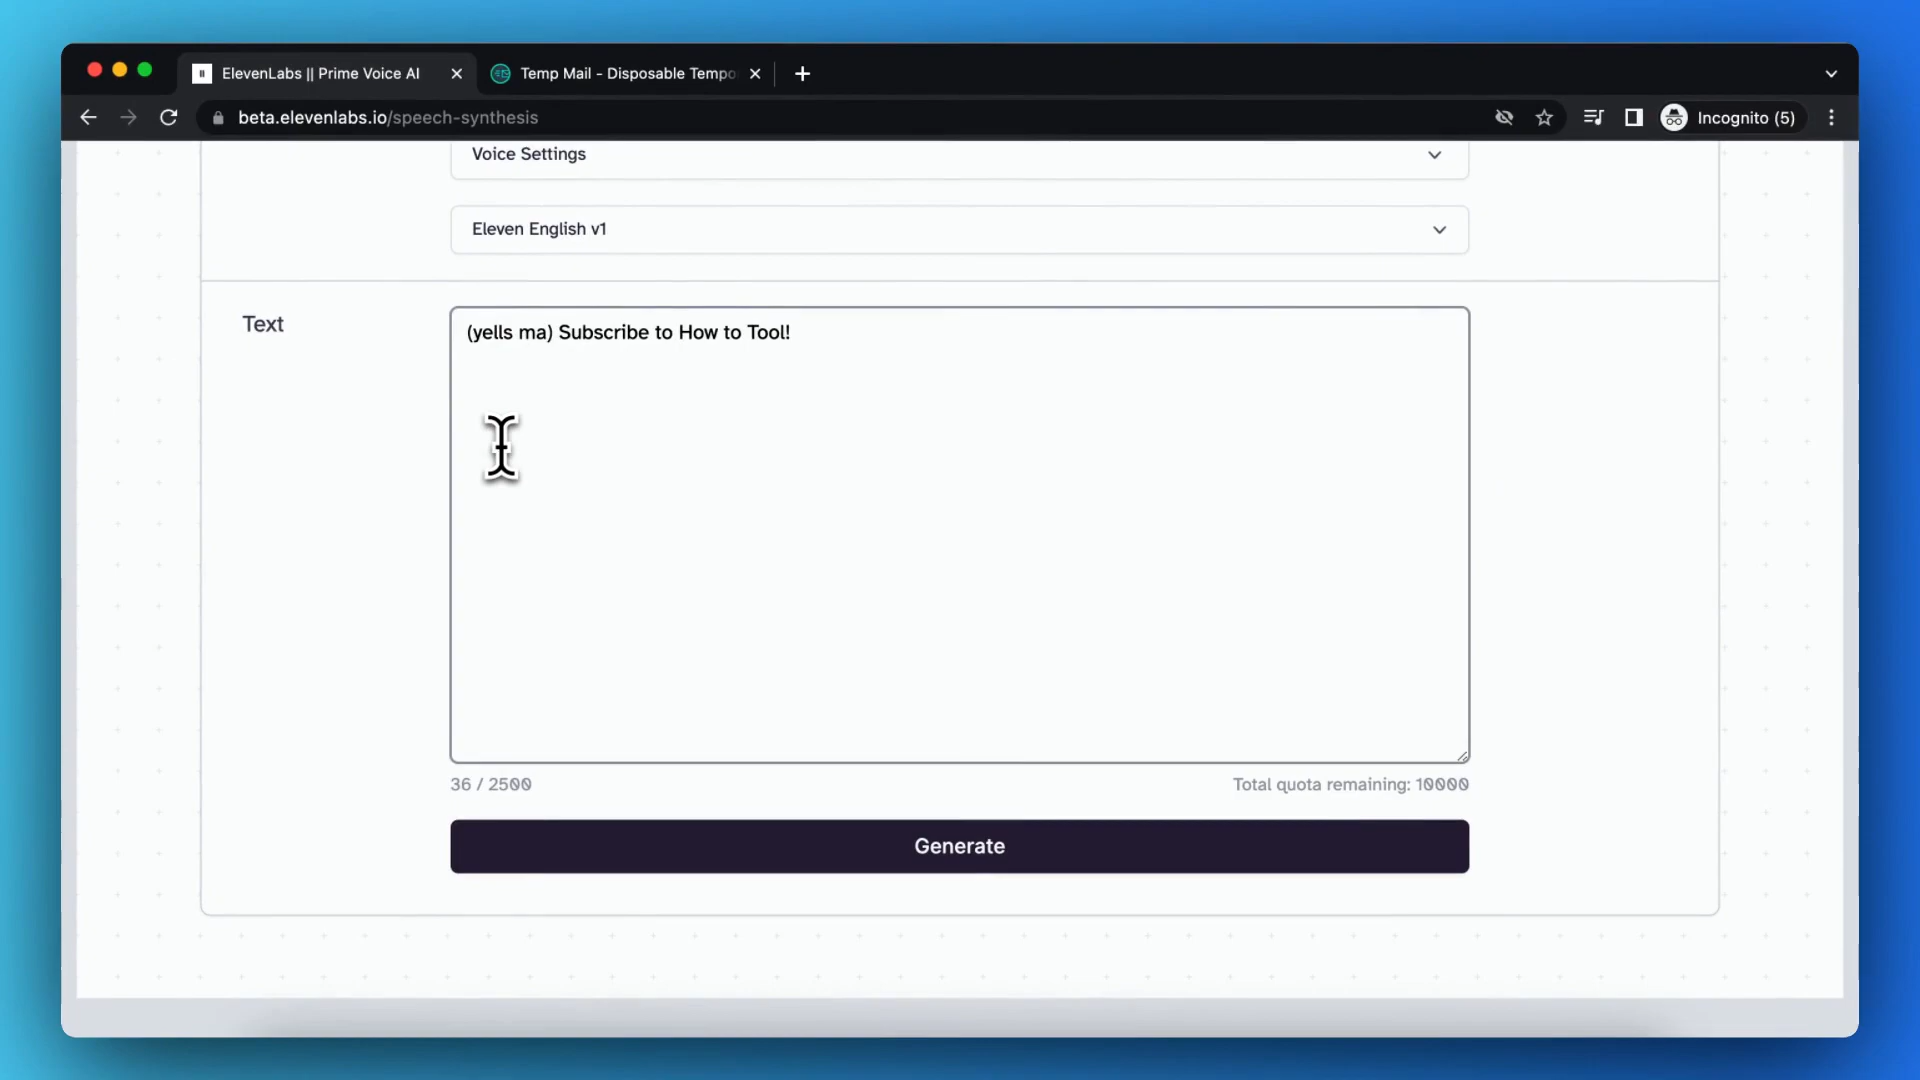 ElevenLabs || Prime Voice AI
Temp Mail - Disposable Tempo
beta.elevenlabs.io/speech-synthesis
Incognito (5)
Voice Settings
Eleven English v1
Text
(yells ma) Subscribe to How to Tool!
36 / 2500
Total quota remaining: 10000
Generate